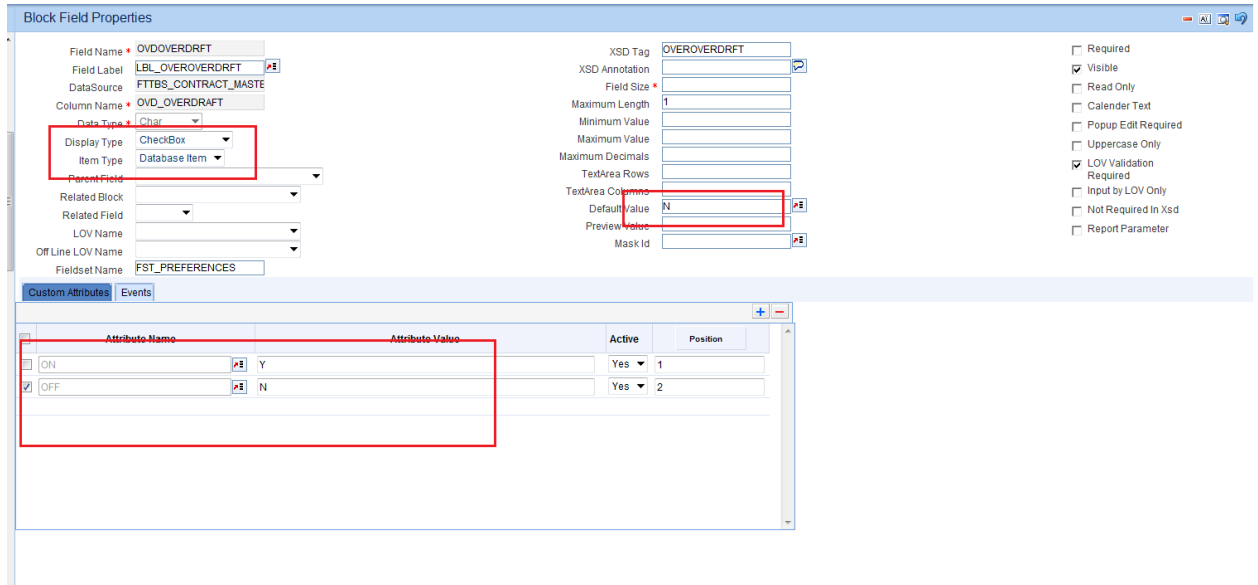 Block Field Properties
Field Name * OVDOVERDRFT
Field Label LBL_OVEROVERDRFT
DataSource FTTBS_CONTRACT_MASTE
Column Name * OVD_OVERDRAFT
Data Type * Char
Display Type CheckBox
Item Type Database Item
Parent Field
Related Block
Related Field
LOV Name
Off Line LOV Name
Fieldset Name FST_PREFERENCES
XSD Tag OVEROVERDRFT
XSD Annotation
Field Size *
Maximum Length 1
Minimum Value
Maximum Value
Maximum Decimals
TextArea Rows
TextArea Columns
Default Value N
Preview Value
Mask Id
Required
Visible
Read Only
Calender Text
Popup Edit Required
Uppercase Only
LOV Validation
Required
Input by LOV Only
Not Required In Xsd
Report Parameter
Custom Attributes Events
Attribute Name Attribute Value Active Position
ON Y Yes 1
OFF N Yes 2